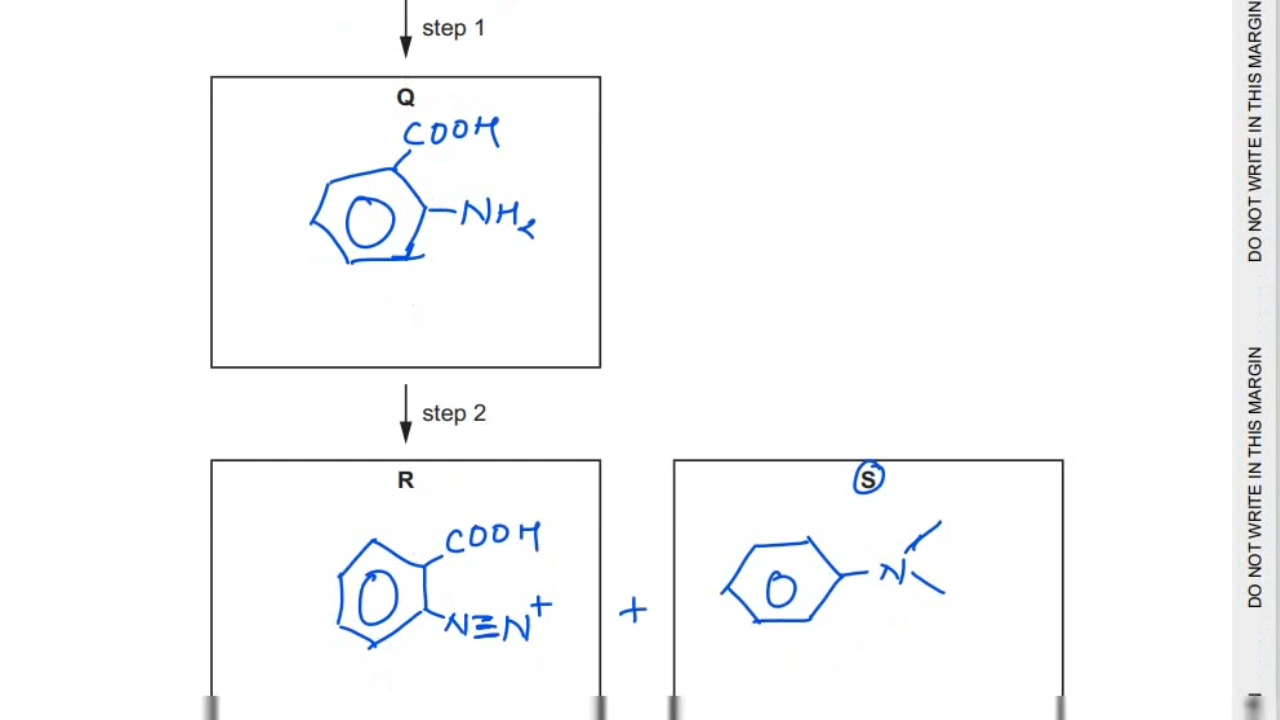 step 1
Q
COOH
NH₂
step 2
R
S
COOH
N≡N⁺
+
N
DO NOT WRITE IN THIS MARGIN
DO NOT WRITE IN THIS MARGIN